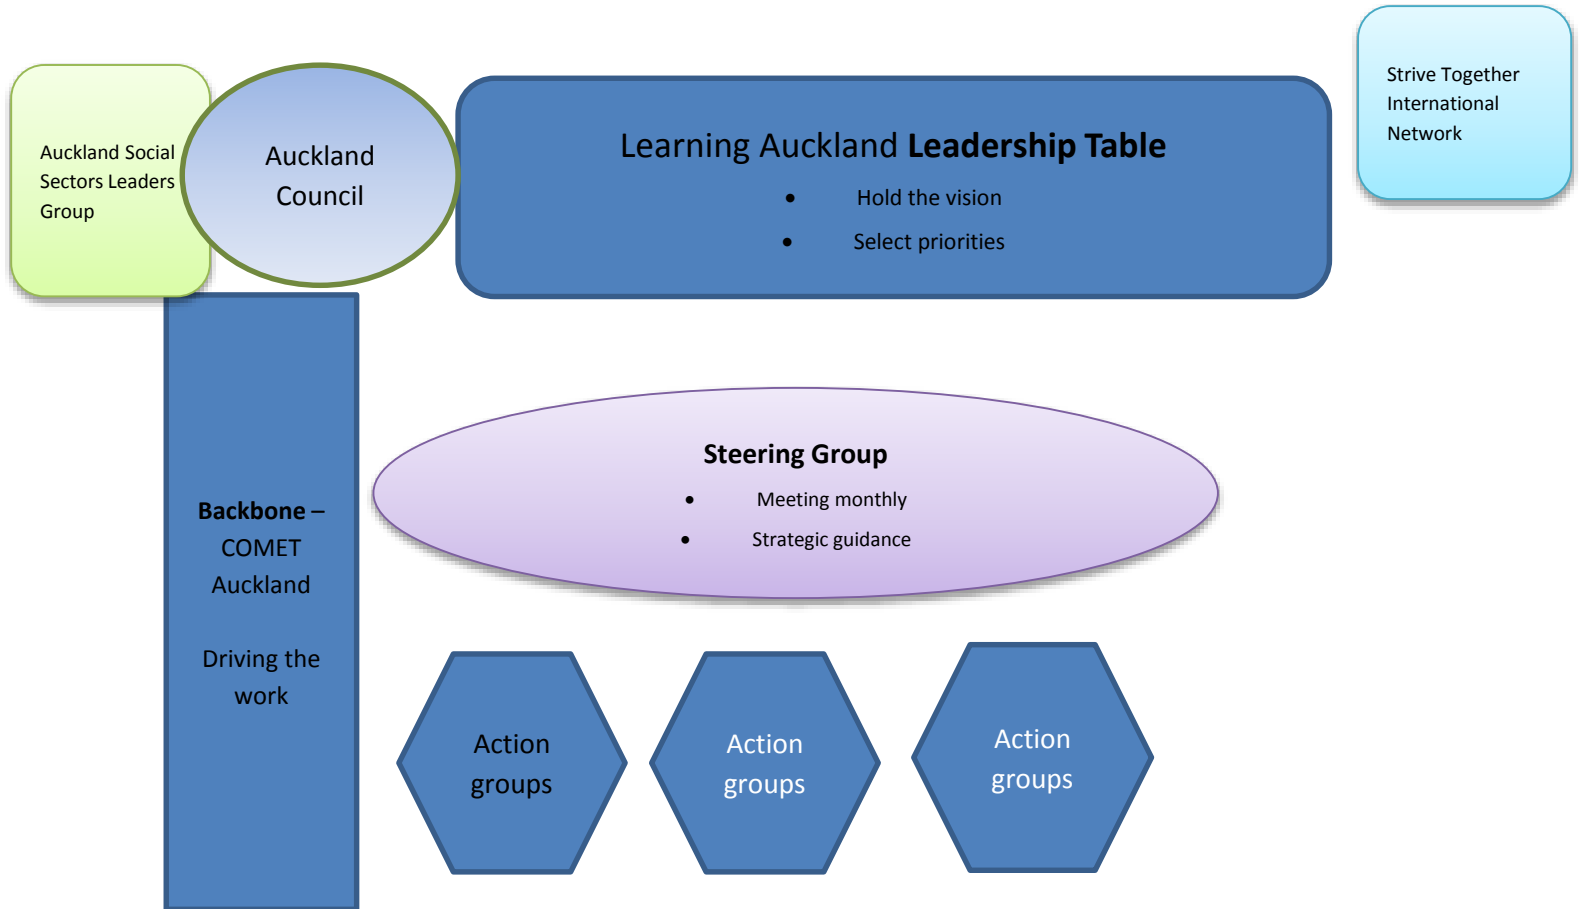 Auckland Social
Sectors Leaders
Group
Auckland
Council
Learning Auckland Leadership Table
• Hold the vision
• Select priorities
Strive Together
International
Network
Backbone –
COMET
Auckland
Driving the
work
Steering Group
• Meeting monthly
• Strategic guidance
Action
groups
Action
groups
Action
groups